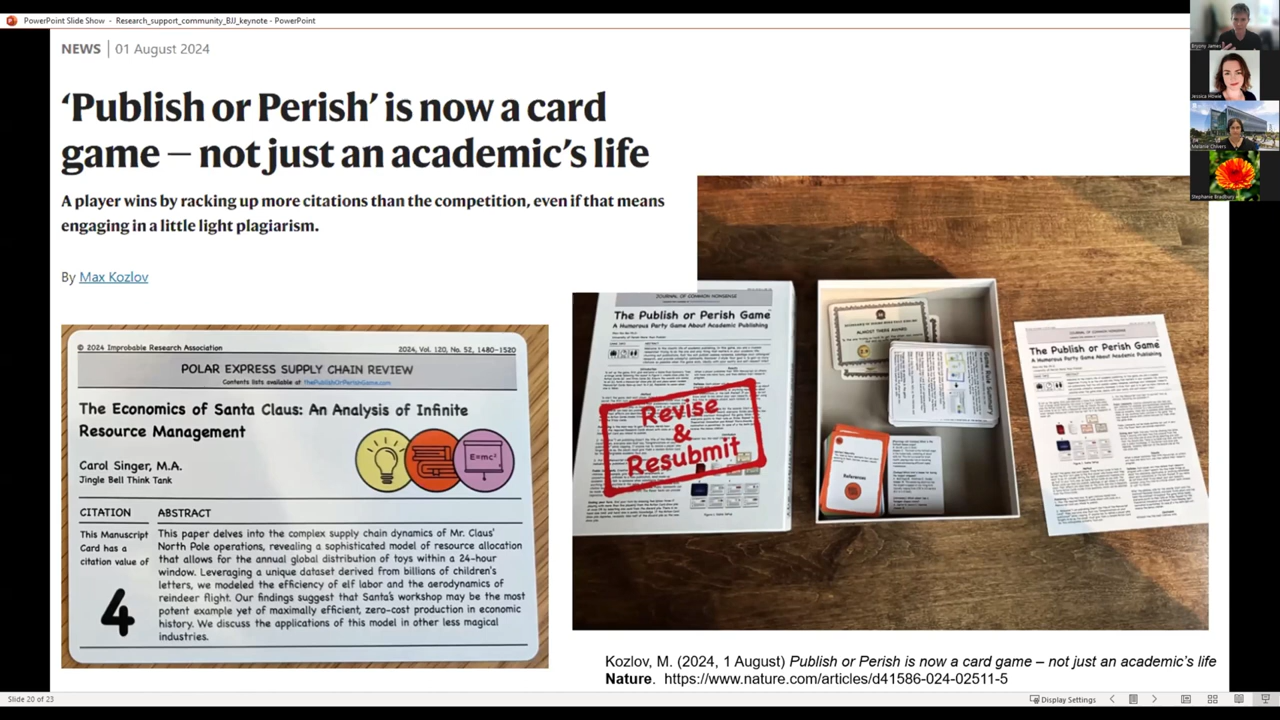 PowerPoint Slide Show - Research_support_community_BJJ_keynote - PowerPoint
NEWS | 01 August 2024
‘Publish or Perish’ is now a card
game – not just an academic’s life
A player wins by racking up more citations than the competition, even if that means
engaging in a little light plagiarism.
By Max Kozlov
© 2024 Improbable Research Association
2024, Vol. 120, No. 52, 1480-1520
POLAR EXPRESS SUPPLY CHAIN REVIEW
Contents lists available at ThePublishOrPerishGame.com
The Economics of Santa Claus: An Analysis of Infinite
Resource Management
Carol Singer, M.A.
Jingle Bell Think Tank
E=mc²
CITATION
This Manuscript
Card has a
citation value of
4
ABSTRACT
This paper delves into the complex supply chain dynamics of Mr. Claus'
North Pole operations, revealing a sophisticated model of resource allocation
that allows for the annual global distribution of toys within a 24-hour
window. Leveraging a unique dataset derived from billions of children's
letters, we modeled the efficiency of elf labor and the aerodynamics of
reindeer flight. Our findings suggest that Santa's workshop may be the most
potent example yet of maximally efficient, zero-cost production in economic
history. We discuss the applications of this model in other less magical
industries.
JOURNAL OF COMMON NONSENSE
The Publish or Perish Game
A Humorous Party Game About Academic Publishing
Revise
&
Resubmit
ALMOST THERE AWARD
References
The Publish or Perish Game
A Humorous Party Game About Academic Publishing
Kozlov, M. (2024, 1 August) Publish or Perish is now a card game – not just an academic’s life
Nature. https://www.nature.com/articles/d41586-024-02511-5
Bryony James
Jessica Howie
Melanie Chivers
Stephanie Bradbury
Slide 20 of 23
Display Settings